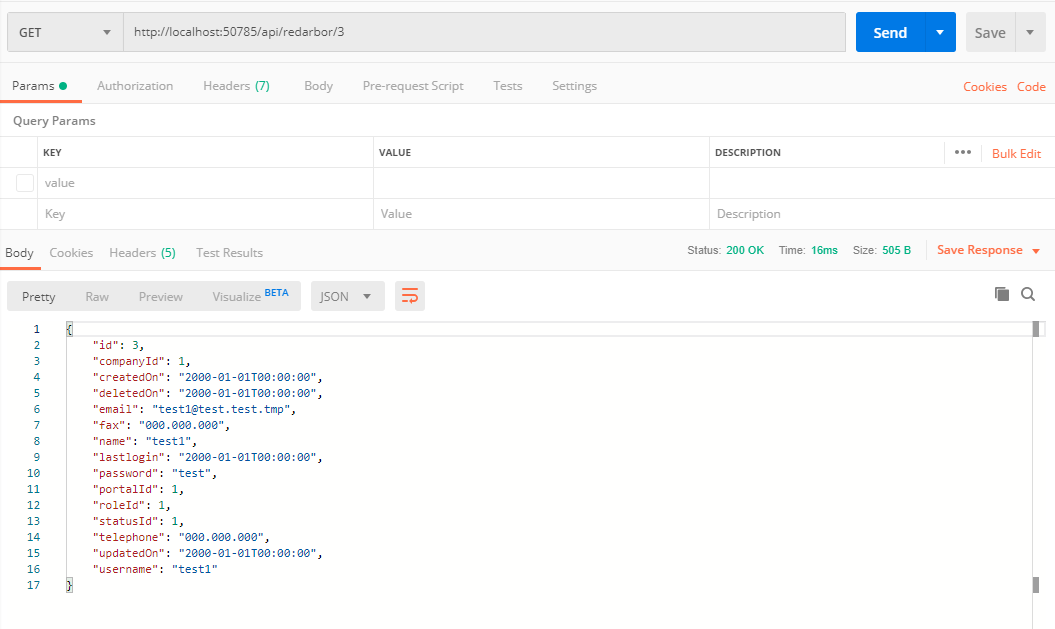 GET http://localhost:50785/api/redarbor/3 Send Save
Params Authorization Headers (7) Body Pre-request Script Tests Settings Cookies Code
Query Params
KEY VALUE DESCRIPTION ••• Bulk Edit
value
Key Value Description
Body Cookies Headers (5) Test Results Status: 200 OK Time: 16ms Size: 505 B Save Response
Pretty Raw Preview Visualize BETA JSON
1 {
2 "id": 3,
3 "companyId": 1,
4 "createdOn": "2000-01-01T00:00:00",
5 "deletedOn": "2000-01-01T00:00:00",
6 "email": "test1@test.test.tmp",
7 "fax": "000.000.000",
8 "name": "test1",
9 "lastlogin": "2000-01-01T00:00:00",
10 "password": "test",
11 "portalId": 1,
12 "roleId": 1,
13 "statusId": 1,
14 "telephone": "000.000.000",
15 "updatedOn": "2000-01-01T00:00:00",
16 "username": "test1"
17 }